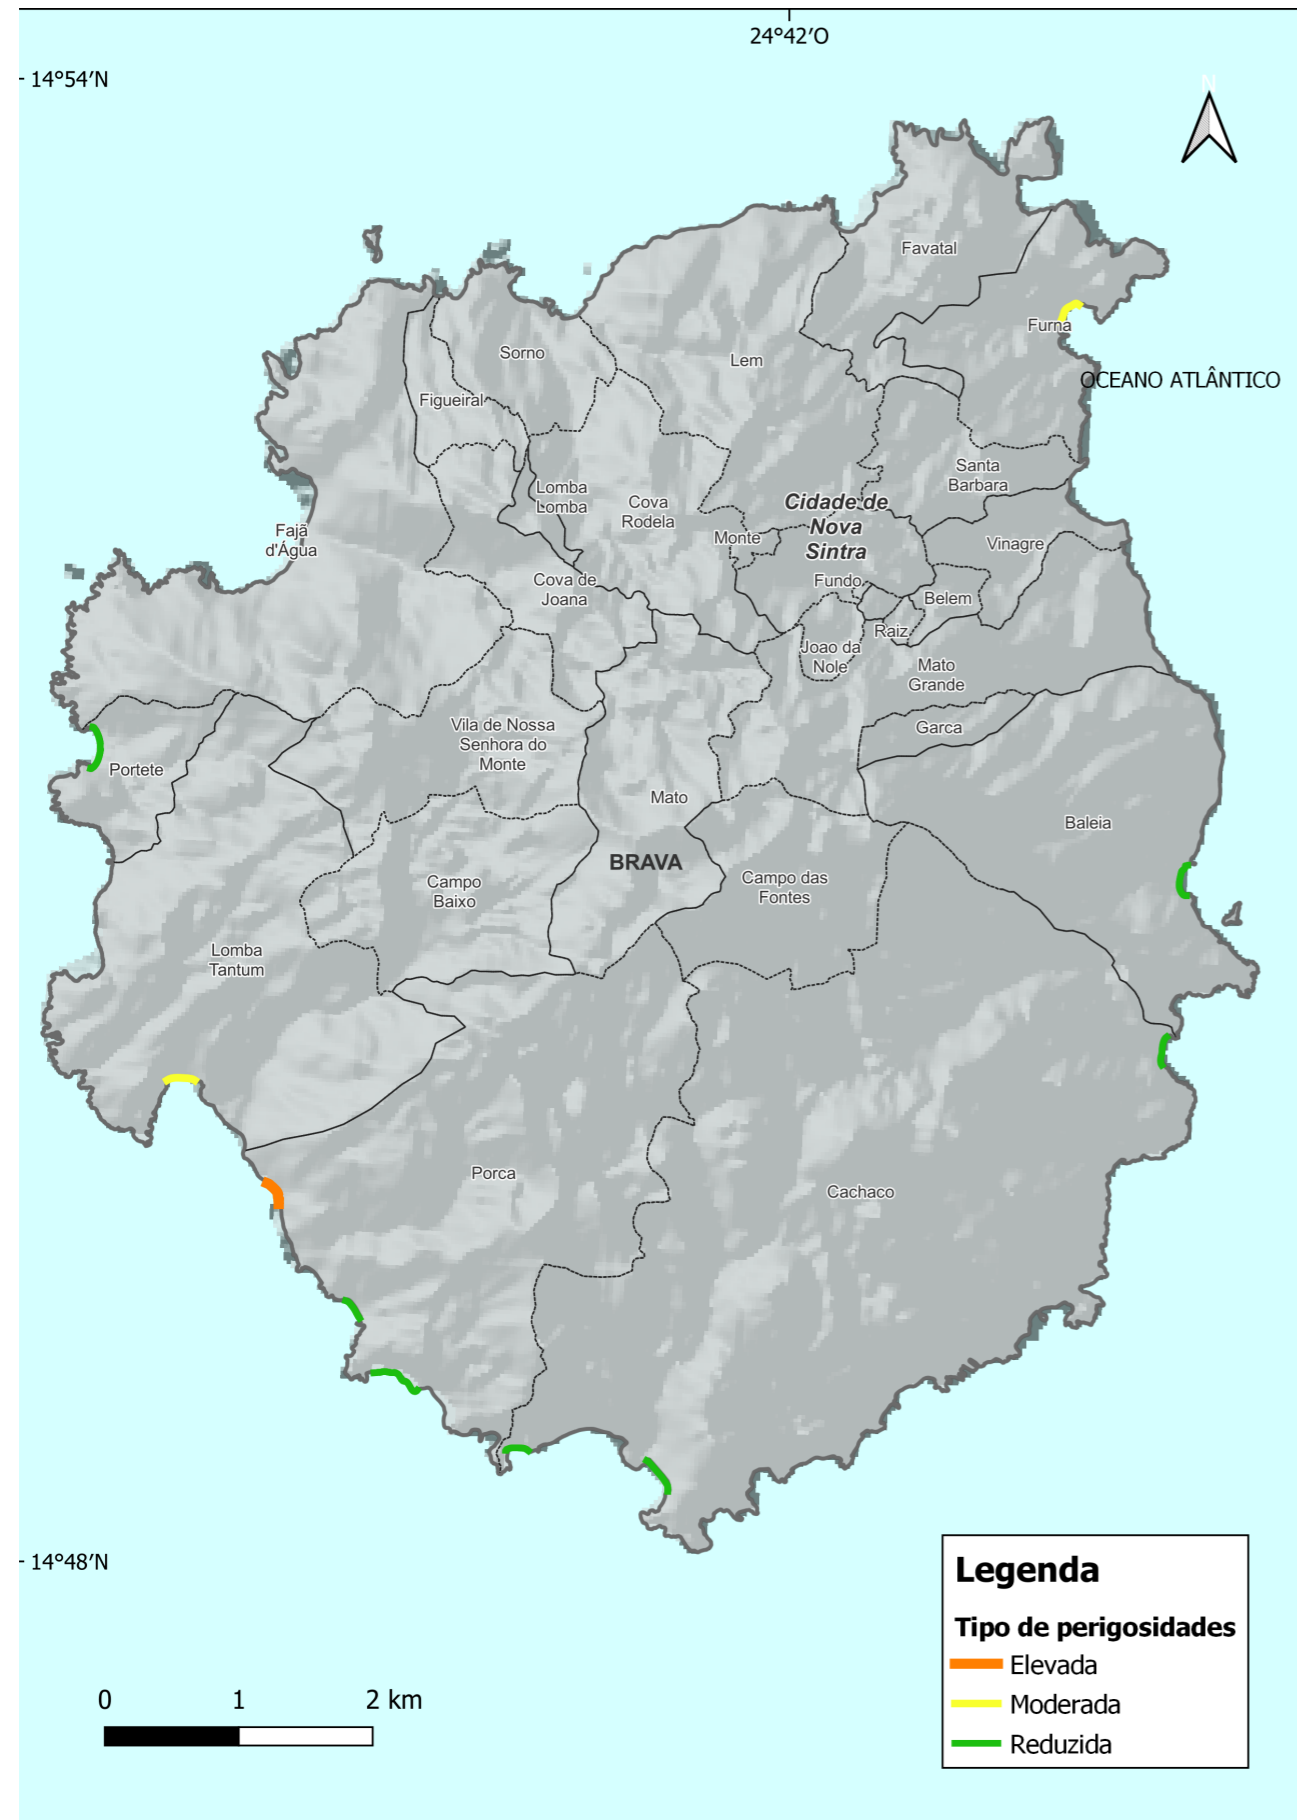 24°42'O
14°54'N
N
Favatal
Furna
OCEANO ATLÂNTICO
Sorno
Lem
Figueiral
Santa
Barbara
Lomba
Lomba
Cova
Rodela
Cidade de
Nova
Sintra
Monte
Vinagre
Fajã
d'Água
Cova de
Joana
Fundo
Belem
Raiz
Joao da
Nole
Mato
Grande
Garca
Vila de Nossa
Senhora do
Monte
Portete
Mato
Baleia
BRAVA
Campo
Baixo
Campo das
Fontes
Lomba
Tantum
Porca
Cachaco
14°48'N
Legenda
Tipo de perigosidades
Elevada
Moderada
Reduzida
0 1 2 km